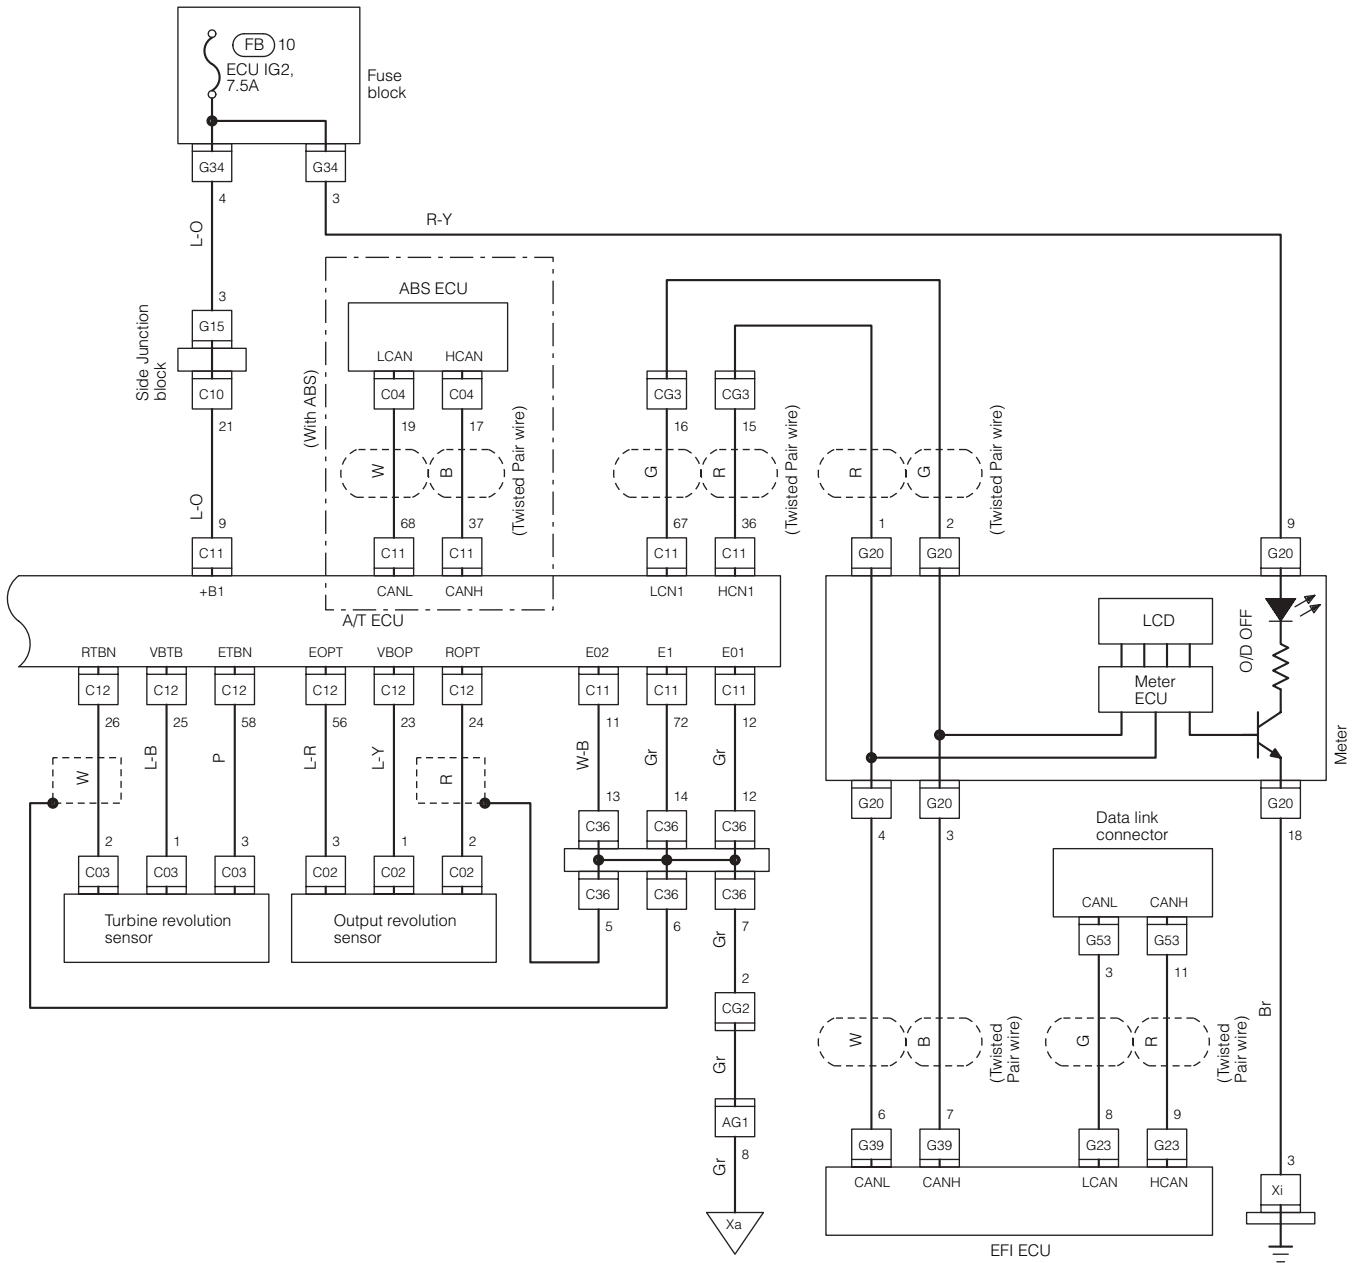 FB 10
ECU IG2,
7.5A
Fuse
block
G34 G34
4 3
R-Y
L-O
3
G15
Side Junction
block
C10
21
L-O
9
C11
+B1
(With ABS)
ABS ECU
LCAN HCAN
C04 C04
19 17
W B
(Twisted Pair wire)
68 37
C11 C11
CANL CANH
CG3 CG3
16 15
G R
(Twisted Pair wire)
67 36
C11 C11
LCN1 HCN1
R G
(Twisted Pair wire)
1 2
G20 G20
9
G20
A/T ECU
RTBN VBTB ETBN EOPT VBOP ROPT E02 E1 E01
C12 C12 C12 C12 C12 C12 C11 C11 C11
26 25 58 56 23 24 11 72 12
W L-B P L-R L-Y R W-B Gr Gr
2 1 3 3 1 2
C03 C03 C03 C02 C02 C02
Turbine revolution
sensor
Output revolution
sensor
13 14 12
C36 C36 C36
C36 C36 C36
5 6 7
Gr
2
CG2
Gr
AG1
8
Gr
Xa
LCD
Meter
ECU
O/D OFF
Meter
G20 G20 G20
4 3 18
Data link
connector
CANL CANH
G53 G53
3 11
W B
(Twisted
Pair wire)
G R
(Twisted
Pair wire)
Br
6 7 8 9
G39 G39 G23 G23
CANL CANH LCAN HCAN
EFI ECU
3
Xi